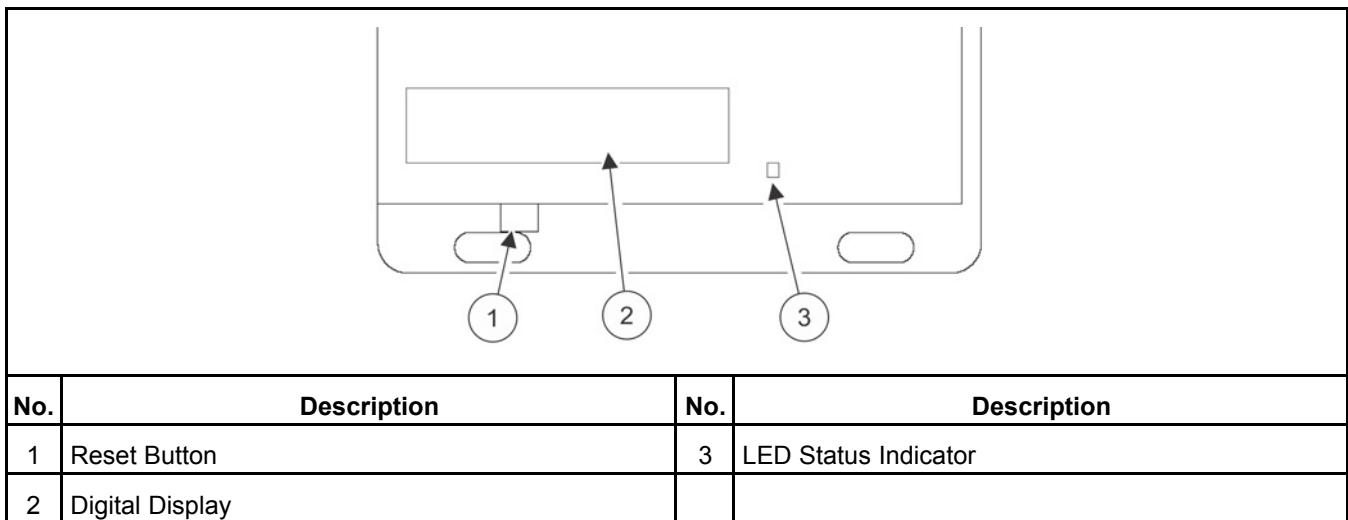 1 2 3
No. Description No. Description
1 Reset Button 3 LED Status Indicator
2 Digital Display